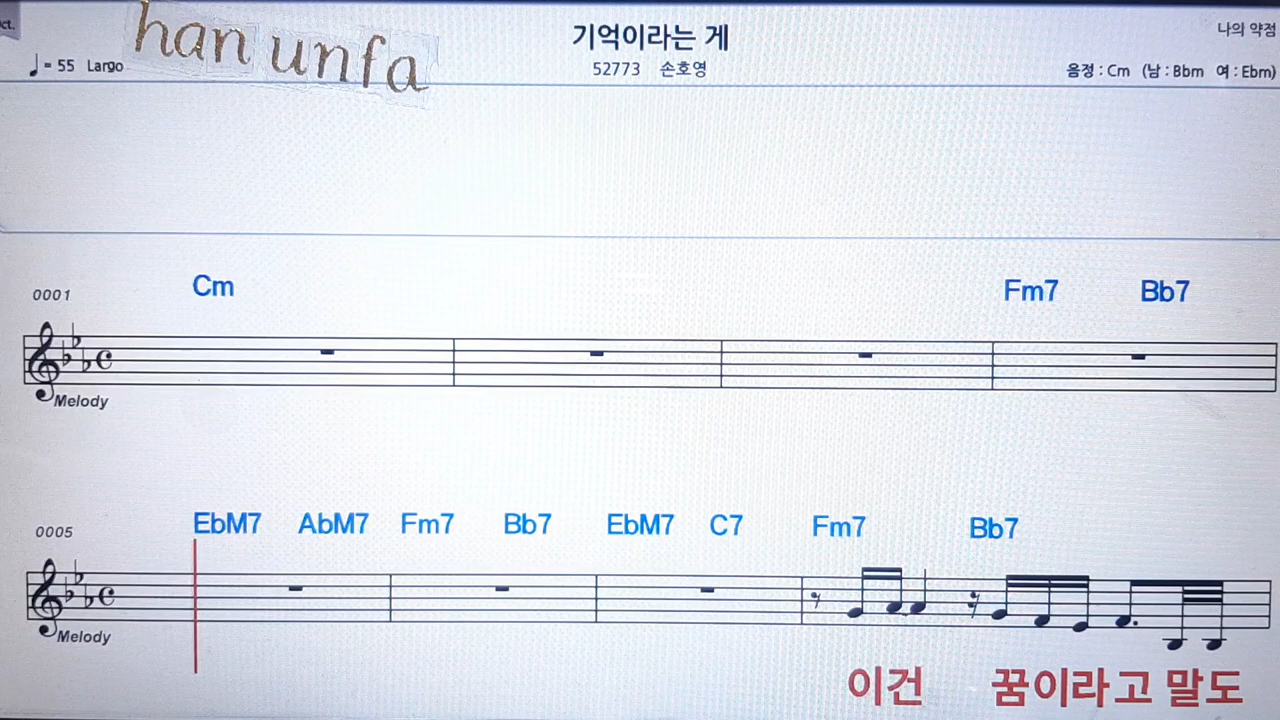 ct.
han unfa
기억이라는 게
나의 약점
♩= 55 Largo
52773 손호영
음정 : Cm (남 : Bbm 여 : Ebm)
Cm Fm7 Bb7
0001
Melody
EbM7 AbM7 Fm7 Bb7 EbM7 C7 Fm7 Bb7
0005
Melody
이건 꿈이라고 말도